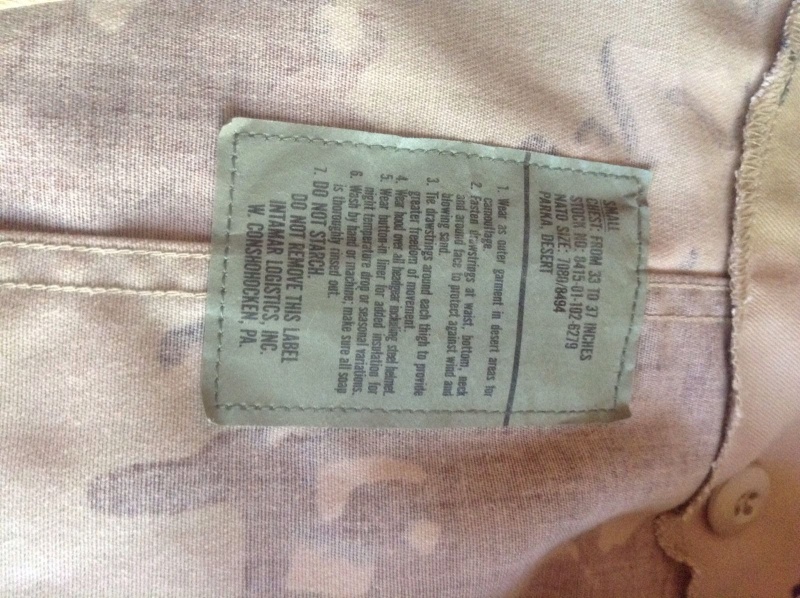 SMALL
CHEST: FROM 33 TO 37 INCHES
STOCK NO. 8415-01-102-6279
NATO SIZE: 7080/8494
PARKA, DESERT
1. Wear as outer garment in desert areas for
camouflage.
2. Fasten drawstrings at waist, bottom, neck
and around face to protect against wind and
blowing sand.
3. Tie drawstrings around each thigh to provide
greater freedom of movement.
4. Wear hood over all headgear including steel helmet.
5. Wear button-in liner for added insulation for
night temperature drop or seasonal variations.
6. Wash by hand or machine; make sure all soap
is thoroughly rinsed out.
7. DO NOT STARCH.
DO NOT REMOVE THIS LABEL
INTAMAR LOGISTICS, INC.
W. CONSHOHOCKEN, PA.